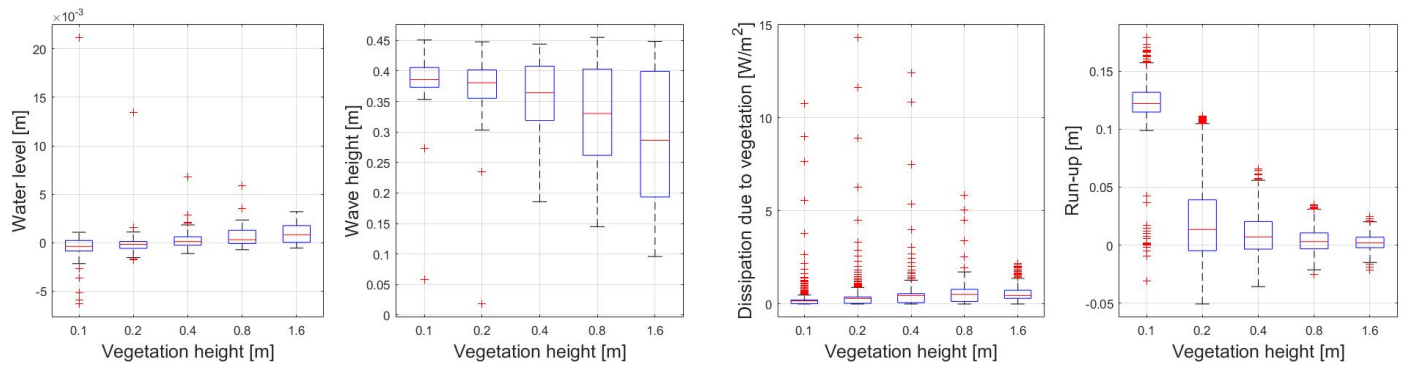 ×10⁻³
20
15
10
5
0
-5
Water level [m]
0.1 0.2 0.4 0.8 1.6
Vegetation height [m]
0.45
0.4
0.35
0.3
0.25
0.2
0.15
0.1
0.05
0
Wave height [m]
0.1 0.2 0.4 0.8 1.6
Vegetation height [m]
15
10
5
0
Dissipation due to vegetation [W/m²]
0.1 0.2 0.4 0.8 1.6
Vegetation height [m]
0.15
0.1
0.05
0
-0.05
Run-up [m]
0.1 0.2 0.4 0.8 1.6
Vegetation height [m]